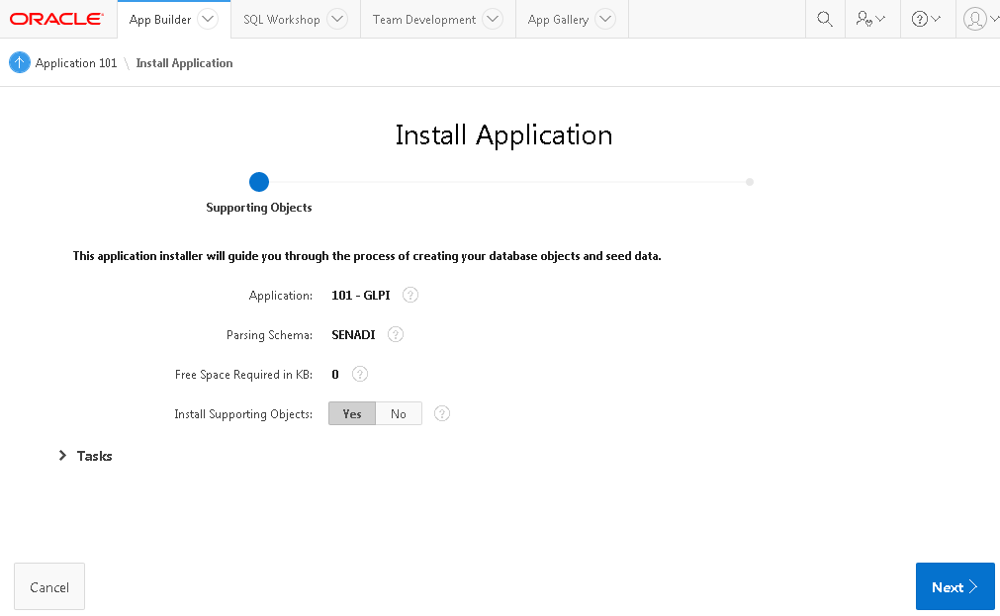 ORACLE App Builder SQL Workshop Team Development App Gallery
Application 101 \ Install Application
Install Application
Supporting Objects
This application installer will guide you through the process of creating your database objects and seed data.
Application: 101 - GLPI ?
Parsing Schema: SENADI ?
Free Space Required in KB: 0 ?
Install Supporting Objects: Yes No ?
Tasks
Cancel Next